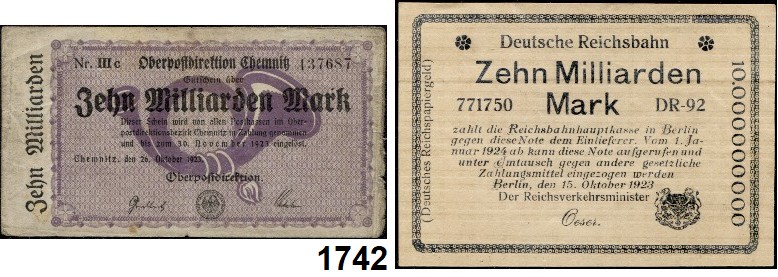 Zehn Milliarden
Nr. IIIc Oberpostdirektion Chemnitz 437687
Gutschein über
Zehn Milliarden Mark
Dieser Schein wird von allen Postkassen im Ober-
postdirektionsbezirk Chemnitz in Zahlung genommen
und bis zum 30. November 1923 eingelöst.
Chemnitz, den 26. Oktober 1923.
Oberpostdirektion.
1742
(Deutsches Reichspapiergeld)
Deutsche Reichsbahn
Zehn Milliarden
771750 Mark DR-92
zahlt die Reichsbahnhauptkasse in Berlin
gegen diese Note dem Einlieferer. Vom 1. Ja-
nuar 1924 ab kann diese Note aufgerufen und
unter Umtausch gegen andere gesetzliche
Zahlungsmittel eingezogen werden
Berlin, den 15. Oktober 1923
Der Reichsverkehrsminister
Oeser.
10.000.000.000